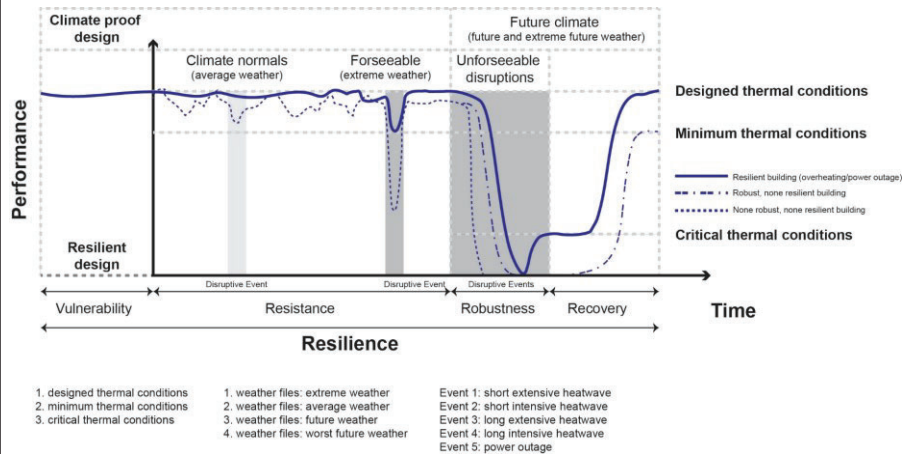 Climate proof
design
Future climate
(future and extreme future weather)
Climate normals
(average weather)
Forseeable
(extreme weather)
Unforseeable
disruptions
Designed thermal conditions
Minimum thermal conditions
Performance
Resilient building (overheating/power outage)
Robust, none resilient building
None robust, none resilient building
Critical thermal conditions
Resilient
design
Disruptive Event
Disruptive Event
Disruptive Events
Vulnerability
Resistance
Robustness
Recovery
Time
Resilience
1. designed thermal conditions
2. minimum thermal conditions
3. critical thermal conditions
1. weather files: extreme weather
2. weather files: average weather
3. weather files: future weather
4. weather files: worst future weather
Event 1: short extensive heatwave
Event 2: short intensive heatwave
Event 3: long extensive heatwave
Event 4: long intensive heatwave
Event 5: power outage